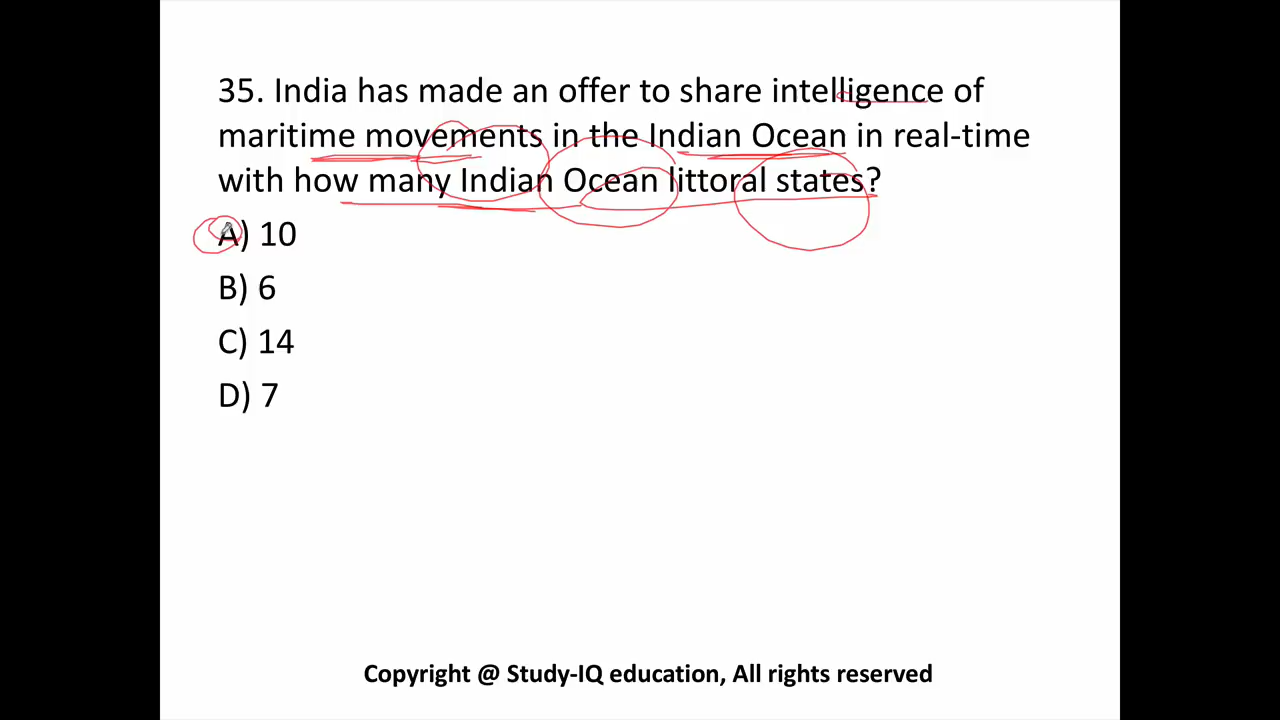 35. India has made an offer to share intelligence of
maritime movements in the Indian Ocean in real-time
with how many Indian Ocean littoral states?
A) 10
B) 6
C) 14
D) 7
Copyright @ Study-IQ education, All rights reserved